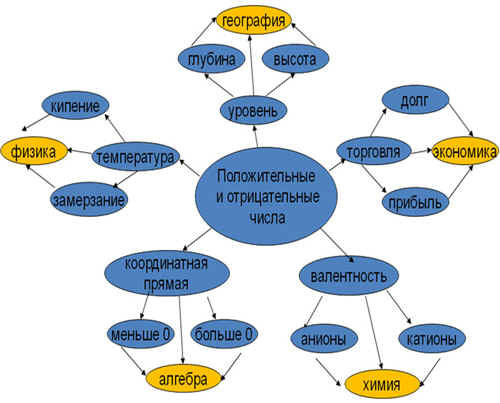 география
глубина
высота
уровень
кипение
долг
физика
температура
торговля
экономика
замерзание
прибыль
Положительные
и отрицательные
числа
координатная
прямая
валентность
меньше 0
больше 0
анионы
катионы
алгебра
химия